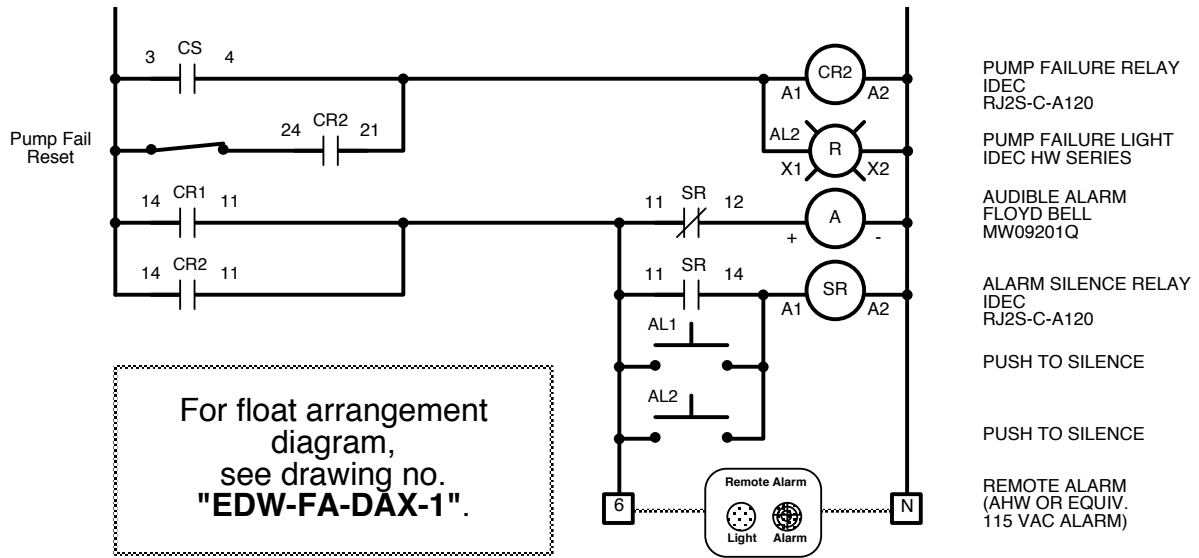 3 CS 4
CR2
A1 A2
PUMP FAILURE RELAY
IDEC
RJ2S-C-A120
Pump Fail
Reset
24 CR2 21
AL2
R
X1 X2
PUMP FAILURE LIGHT
IDEC HW SERIES
14 CR1 11
11 SR 12
A
+ -
AUDIBLE ALARM
FLOYD BELL
MW09201Q
14 CR2 11
11 SR 14
SR
A1 A2
ALARM SILENCE RELAY
IDEC
RJ2S-C-A120
AL1
PUSH TO SILENCE
AL2
PUSH TO SILENCE
For float arrangement
diagram,
see drawing no.
"EDW-FA-DAX-1".
6
Remote Alarm
Light Alarm
N
REMOTE ALARM
(AHW OR EQUIV.
115 VAC ALARM)